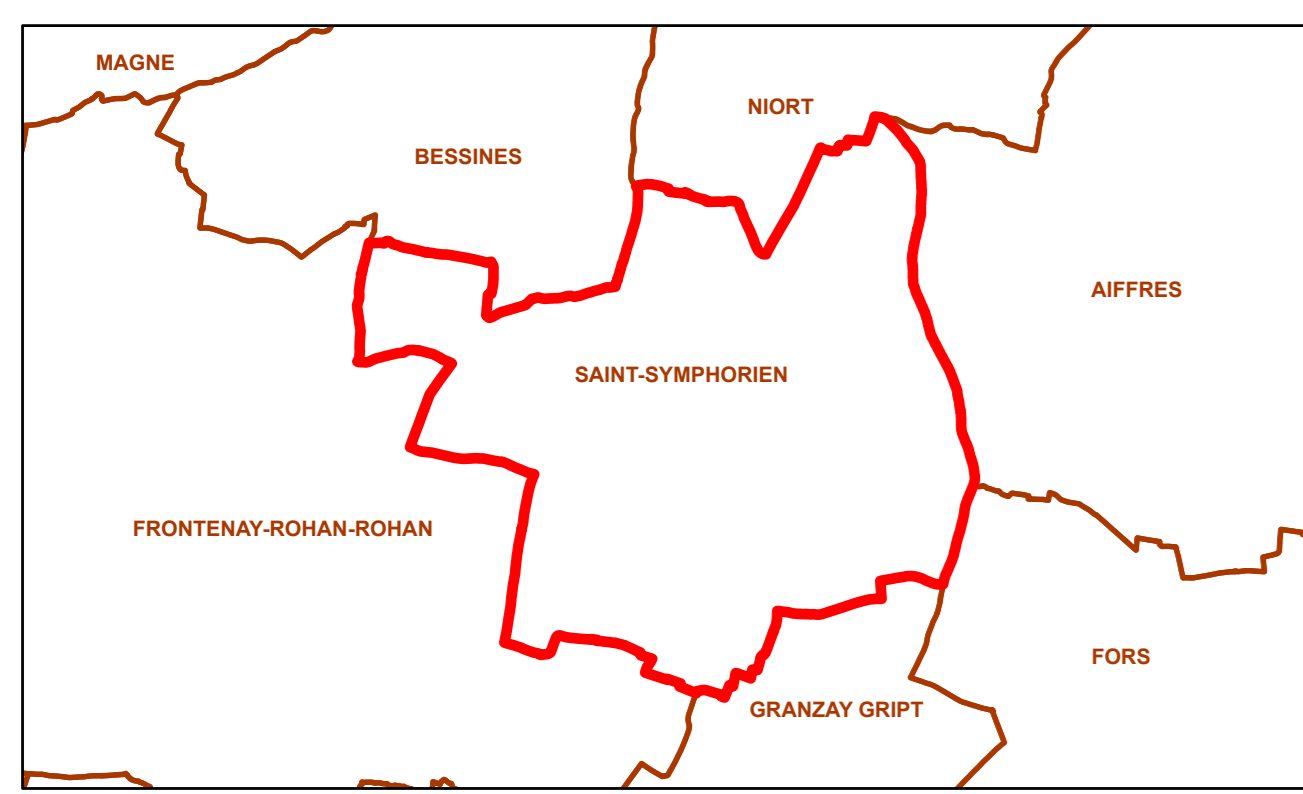 MAGNE
NIORT
BESSINES
AIFFRES
SAINT-SYMPHORIEN
FRONTENAY-ROHAN-ROHAN
FORS
GRANZAY GRIPT